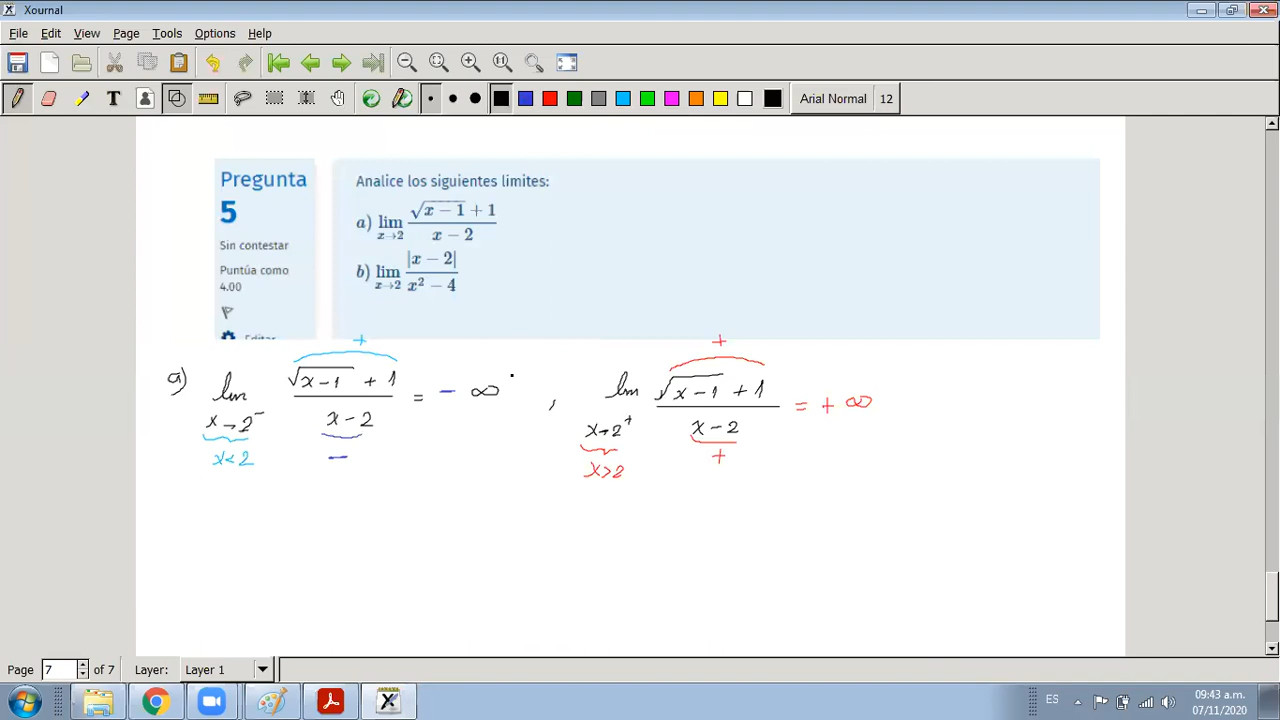 Xournal
File Edit View Page Tools Options Help
Arial Normal 12
Pregunta
5
Sin contestar
Puntúa como
4.00
Editar
Analice los siguientes limites:
a) lim x→2 (√(x − 1) + 1)/(x − 2)
b) lim x→2 |x − 2|/(x² − 4)
+ +
a) lim x→2⁻ (√(x−1) + 1)/(x−2) = − ∞ , lim x→2⁺ (√(x−1) + 1)/(x−2) = + ∞
x<2 − x>2 +
Page 7 of 7 Layer: Layer 1
ES 09:43 a.m.
07/11/2020